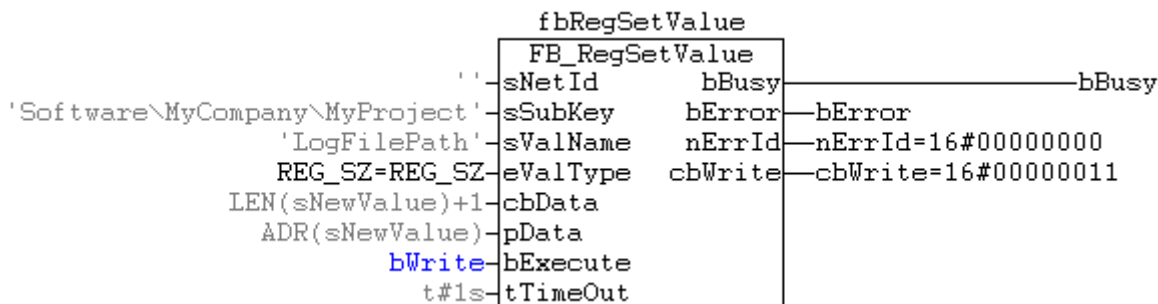 fbRegSetValue
FB_RegSetValue
''-sNetId bBusy bBusy
'Software\MyCompany\MyProject'-sSubKey bError bError
'LogFilePath'-sValName nErrId nErrId=16#00000000
REG_SZ=REG_SZ-eValType cbWrite cbWrite=16#00000011
LEN(sNewValue)+1-cbData
ADR(sNewValue)-pData
bWrite-bExecute
t#1s-tTimeOut